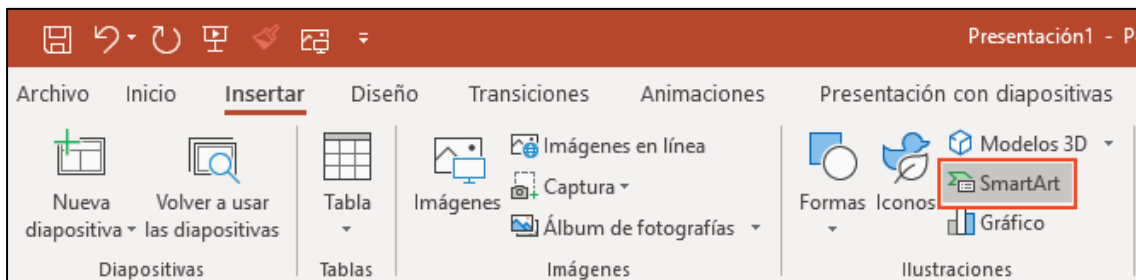 Presentación1 - P
Archivo Inicio Insertar Diseño Transiciones Animaciones Presentación con diapositivas
Nueva
diapositiva
Volver a usar
las diapositivas
Diapositivas
Tabla
Tablas
Imágenes
Imágenes en línea
Captura
Álbum de fotografías
Imágenes
Formas
Iconos
Modelos 3D
SmartArt
Gráfico
Ilustraciones